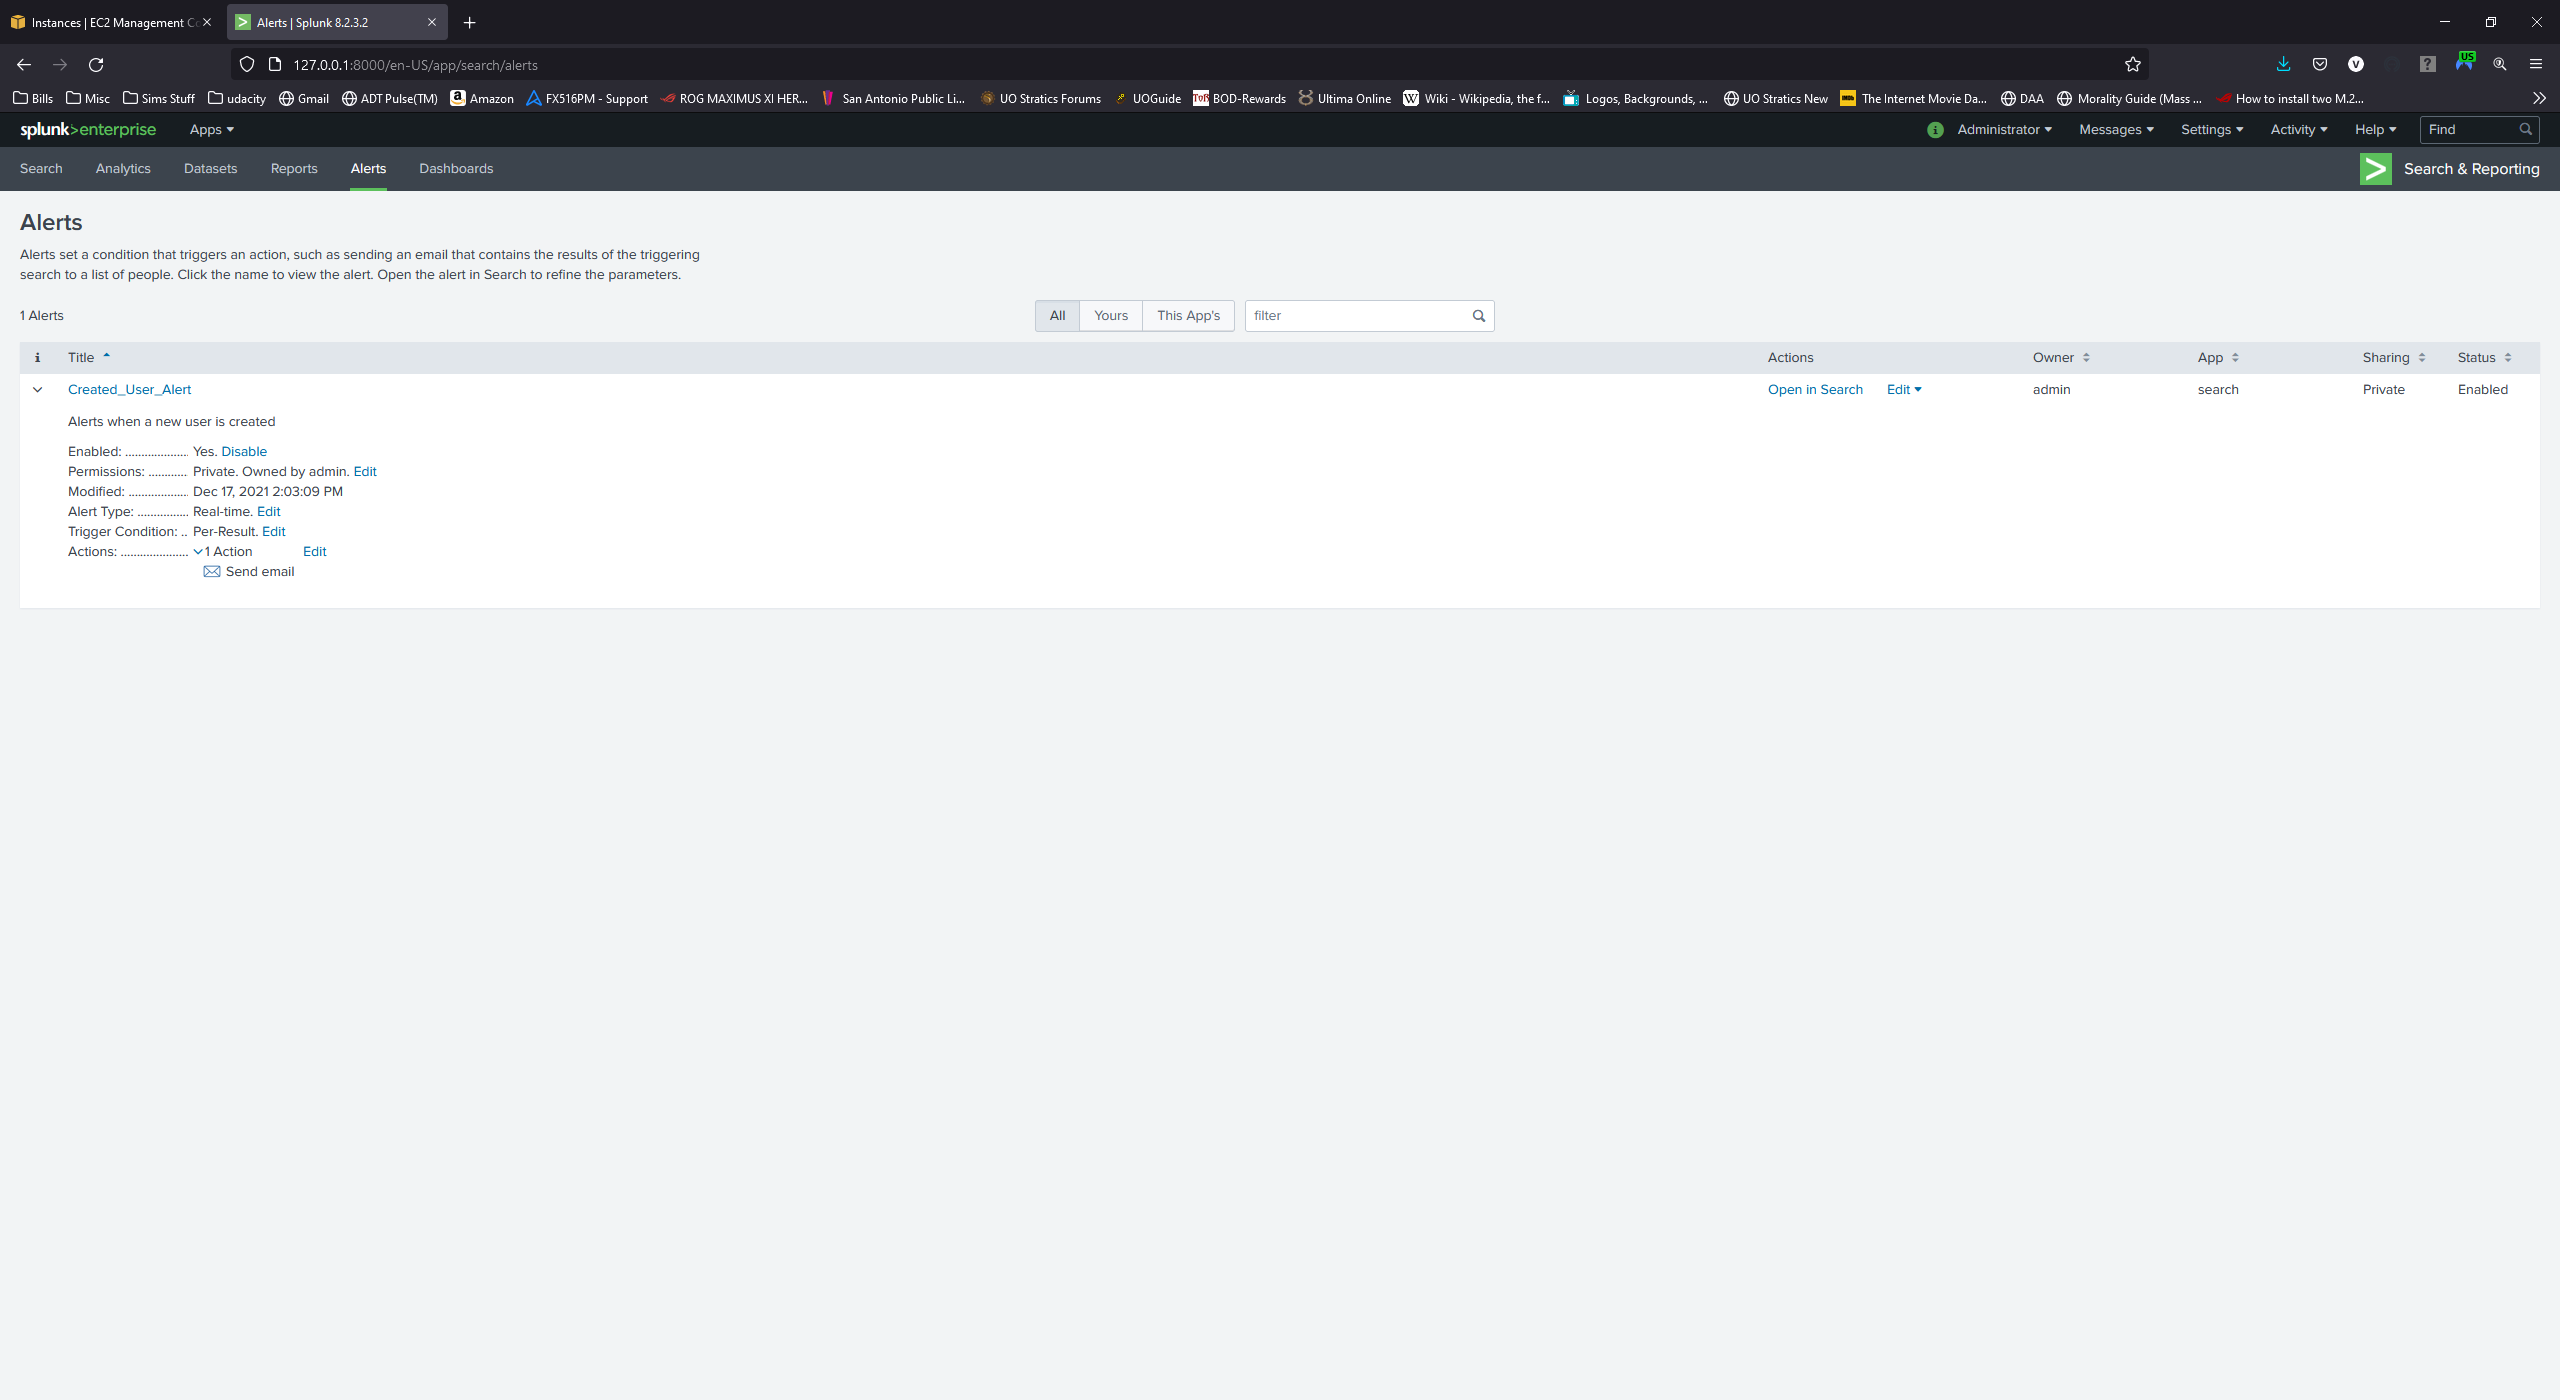 Instances | EC2 Management Co
Alerts | Splunk 8.2.3.2
127.0.0.1:8000/en-US/app/search/alerts
US
Bills Misc Sims Stuff udacity Gmail ADT Pulse(TM) Amazon FX516PM - Support ROG MAXIMUS XI HER... San Antonio Public Li... UO Stratics Forums UOGuide BOD-Rewards Ultima Online Wiki - Wikipedia, the f... Logos, Backgrounds, ... UO Stratics New The Internet Movie Da... DAA Morality Guide (Mass ... How to install two M.2...
splunk>enterprise Apps Administrator Messages Settings Activity Help Find
Search Analytics Datasets Reports Alerts Dashboards Search & Reporting
Alerts
Alerts set a condition that triggers an action, such as sending an email that contains the results of the triggering
search to a list of people. Click the name to view the alert. Open the alert in Search to refine the parameters.
1 Alerts All Yours This App's filter
i Title Actions Owner App Sharing Status
Created_User_Alert Open in Search Edit admin search Private Enabled
Alerts when a new user is created
Enabled: ................... Yes. Disable
Permissions: ............ Private. Owned by admin. Edit
Modified: .................. Dec 17, 2021 2:03:09 PM
Alert Type: ............... Real-time. Edit
Trigger Condition: .. Per-Result. Edit
Actions: ..................... 1 Action Edit
Send email